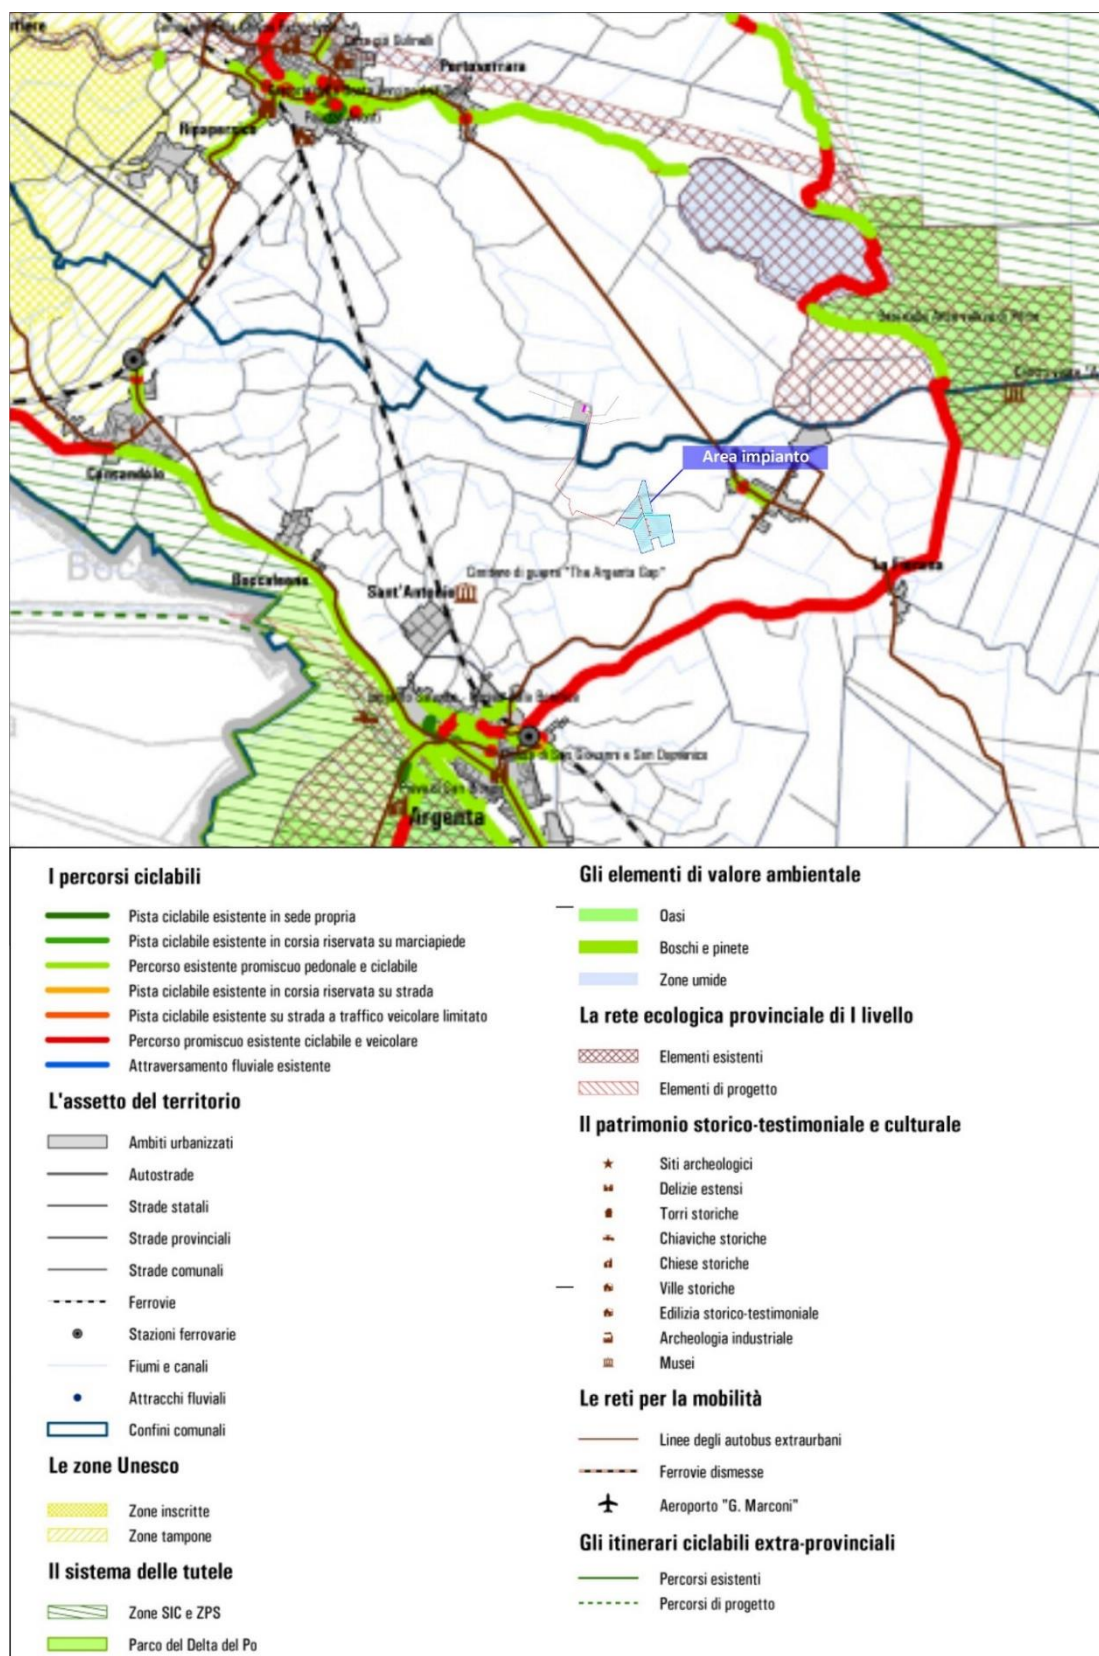 Portoverrara
Ripapersico
Area impianto
Consandolo
La Fiorana
Boccaleone
Cimitero di guerra "The Argenta Gap"
Sant'Antonio
Argenta
I percorsi ciclabili
Pista ciclabile esistente in sede propria
Pista ciclabile esistente in corsia riservata su marciapiede
Percorso esistente promiscuo pedonale e ciclabile
Pista ciclabile esistente in corsia riservata su strada
Pista ciclabile esistente su strada a traffico veicolare limitato
Percorso promiscuo esistente ciclabile e veicolare
Attraversamento fluviale esistente
L'assetto del territorio
Ambiti urbanizzati
Autostrade
Strade statali
Strade provinciali
Strade comunali
Ferrovie
Stazioni ferrovarie
Fiumi e canali
Attracchi fluviali
Confini comunali
Le zone Unesco
Zone inscritte
Zone tampone
Il sistema delle tutele
Zone SIC e ZPS
Parco del Delta del Po
Gli elementi di valore ambientale
Oasi
Boschi e pinete
Zone umide
La rete ecologica provinciale di I livello
Elementi esistenti
Elementi di progetto
Il patrimonio storico-testimoniale e culturale
Siti archeologici
Delizie estensi
Torri storiche
Chiaviche storiche
Chiese storiche
Ville storiche
Edilizia storico-testimoniale
Archeologia industriale
Musei
Le reti per la mobilità
Linee degli autobus extraurbani
Ferrovie dismesse
Aeroporto "G. Marconi"
Gli itinerari ciclabili extra-provinciali
Percorsi esistenti
Percorsi di progetto